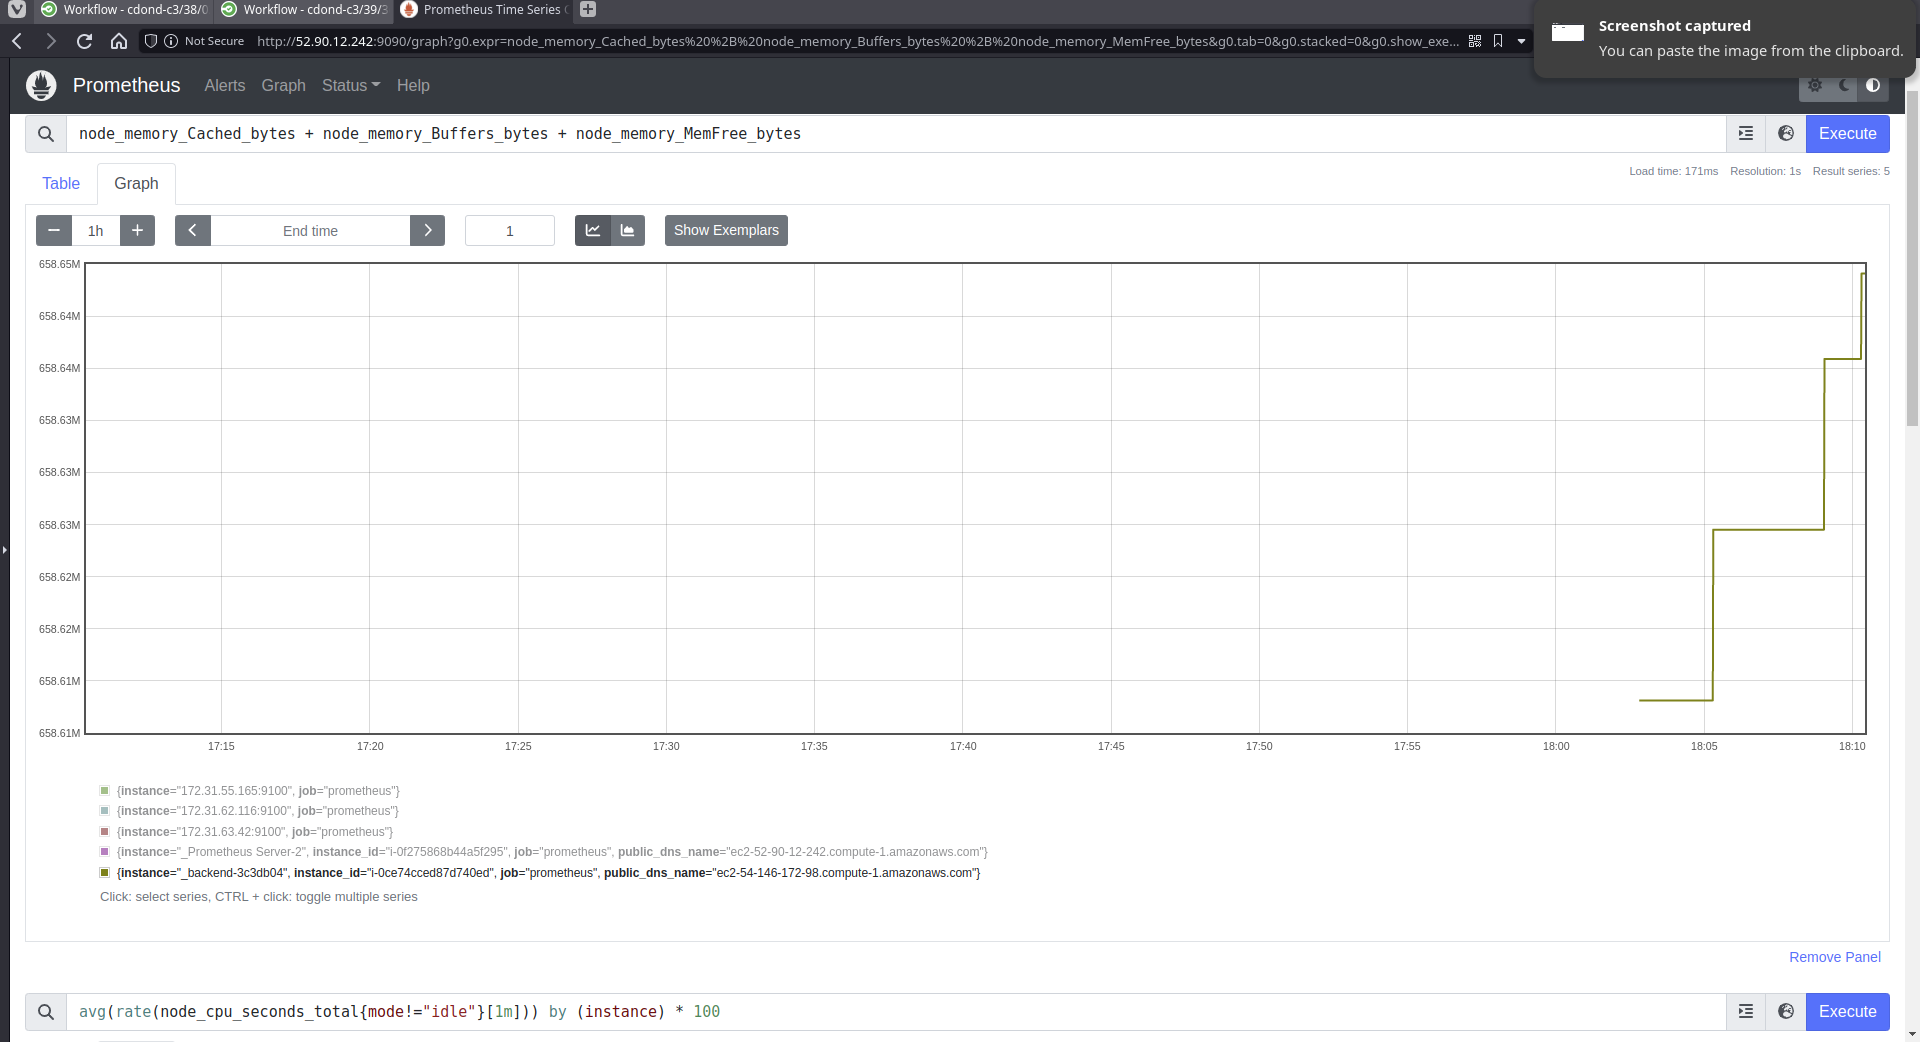 Workflow - cdond-c3/38/0
Workflow - cdond-c3/39/3
Prometheus Time Series
Screenshot captured
You can paste the image from the clipboard.
Not Secure
http://52.90.12.242:9090/graph?g0.expr=node_memory_Cached_bytes%20%2B%20node_memory_Buffers_bytes%20%2B%20node_memory_MemFree_bytes&g0.tab=0&g0.stacked=0&g0.show_exe...
Prometheus
Alerts
Graph
Status
Help
node_memory_Cached_bytes + node_memory_Buffers_bytes + node_memory_MemFree_bytes
Execute
Table
Graph
Load time: 171ms Resolution: 1s Result series: 5
1h
End time
1
Show Exemplars
658.65M
658.64M
658.64M
658.63M
658.63M
658.63M
658.62M
658.62M
658.61M
658.61M
17:15 17:20 17:25 17:30 17:35 17:40 17:45 17:50 17:55 18:00 18:05 18:10
{instance="172.31.55.165:9100", job="prometheus"}
{instance="172.31.62.116:9100", job="prometheus"}
{instance="172.31.63.42:9100", job="prometheus"}
{instance="_Prometheus Server-2", instance_id="i-0f275868b44a5f295", job="prometheus", public_dns_name="ec2-52-90-12-242.compute-1.amazonaws.com"}
{instance="_backend-3c3db04", instance_id="i-0ce74cced87d740ed", job="prometheus", public_dns_name="ec2-54-146-172-98.compute-1.amazonaws.com"}
Click: select series, CTRL + click: toggle multiple series
Remove Panel
avg(rate(node_cpu_seconds_total{mode!="idle"}[1m])) by (instance) * 100
Execute